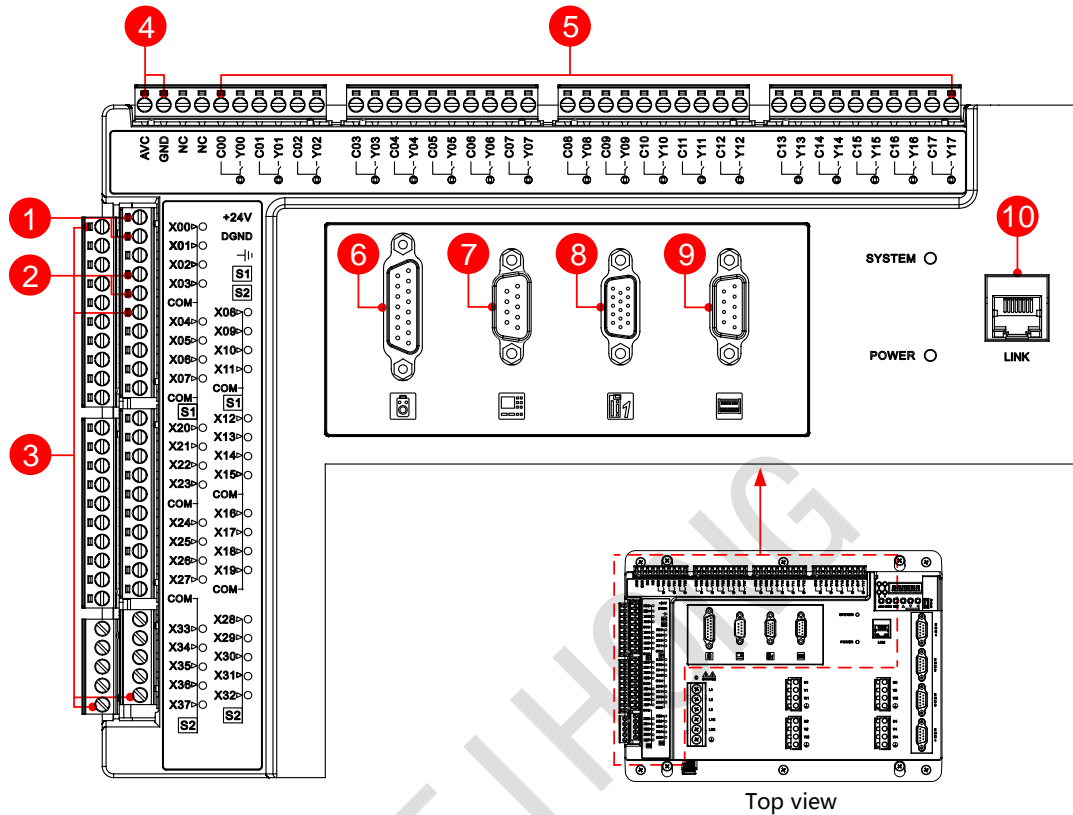 4
5
AVC GND NC NC C00 Y00 C01 Y01 C02 Y02 C03 Y03 C04 Y04 C05 Y05 C06 Y06 C07 Y07 C08 Y08 C09 Y09 C10 Y10 C11 Y11 C12 Y12 C13 Y13 C14 Y14 C15 Y15 C16 Y16 C17 Y17
1
2
3
X00
X01
X02
X03
COM
X04
X05
X06
X07
COM
S1
X20
X21
X22
X23
COM
X24
X25
X26
X27
COM
X33
X34
X35
X36
X37
S2
+24V
DGND
S1
S2
X08
X09
X10
X11
COM
S1
X12
X13
X14
X15
COM
X16
X17
X18
X19
COM
X28
X29
X30
X31
X32
S2
6
7
8
9
1
SYSTEM
POWER
10
LINK
SYSTEM
POWER
LINK
Top view